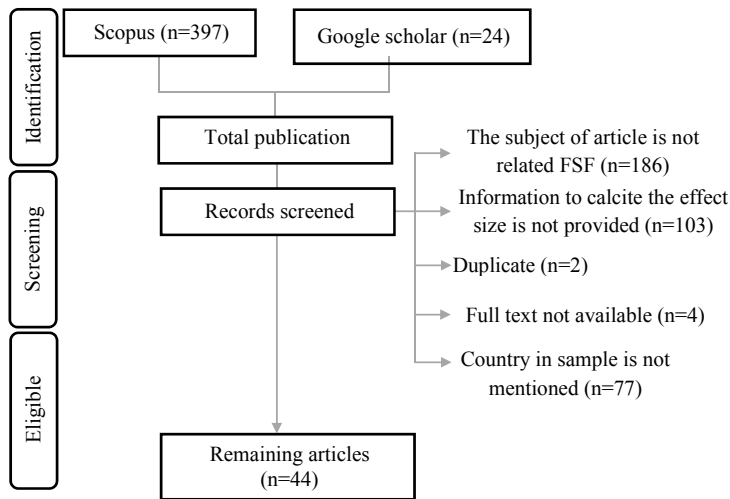 Identification
Scopus (n=397)
Google scholar (n=24)
Total publication
Screening
Records screened
The subject of article is not
related FSF (n=186)
Information to calcite the effect
size is not provided (n=103)
Duplicate (n=2)
Full text not available (n=4)
Country in sample is not
mentioned (n=77)
Eligible
Remaining articles
(n=44)